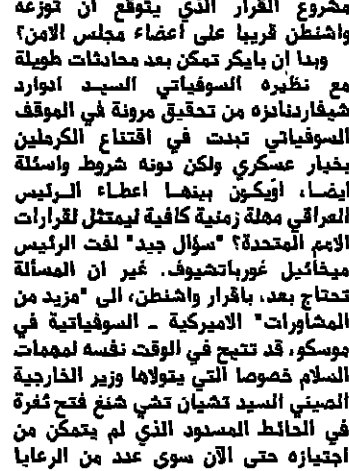 مشروع القرار الذي يتوقع ان توزعه
واشنطن قريبا على اعضاء مجلس الامن؟
وبدا ان بايكر تمكن بعد محادثات طويلة
مع نظيره السوفياتي السيد ادوارد
شيفاردنادزه من تحقيق مرونة في الموقف
السوفياتي تبدت في اقتناع الكرملين
بخيار عسكري ولكن دونه شروط واسئلة
ايضا، اويكون بينها اعطاء الرئيس
العراقي مهلة زمنية كافية ليمتثل لقرارات
الامم المتحدة؟ "سؤال جيد" لفت الرئيس
ميخائيل غورباتشيوف. غير ان المسألة
تحتاج بعد، باقرار واشنطن، الى "مزيد من
المشاورات" الاميركية ـ السوفياتية في
موسكو، قد تتيح في الوقت نفسه لمهمات
السلام خصوصا التي يتولاها وزير الخارجية
الصيني السيد تشيان تشي شنغ فتح ثغرة
في الحائط المسدود الذي لم يتمكن من
اجتيازه حتى الآن سوى عدد من الرعايا